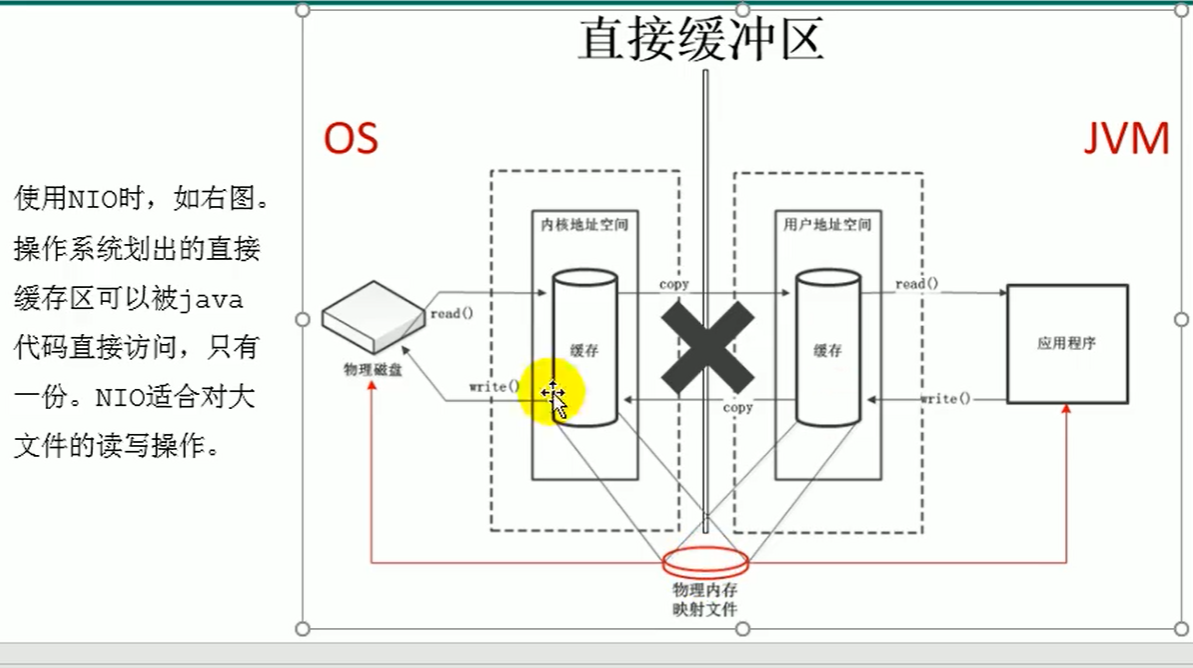 直接缓冲区
OS
JVM
使用NIO时，如右图。
操作系统划出的直接
缓存区可以被java
代码直接访问，只有
一份。NIO适合对大
文件的读写操作。
内核地址空间
用户地址空间
copy
read()
read()
缓存
缓存
应用程序
物理磁盘
write()
copy
write()
物理内存
映射文件